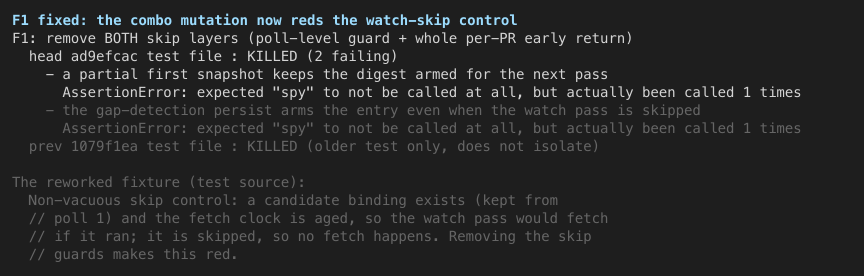 F1 fixed: the combo mutation now reds the watch-skip control
F1: remove BOTH skip layers (poll-level guard + whole per-PR early return)
head ad9efcac test file : KILLED (2 failing)
- a partial first snapshot keeps the digest armed for the next pass
AssertionError: expected "spy" to not be called at all, but actually been called 1 times
- the gap-detection persist arms the entry even when the watch pass is skipped
AssertionError: expected "spy" to not be called at all, but actually been called 1 times
prev 1079f1ea test file : KILLED (older test only, does not isolate)
The reworked fixture (test source):
Non-vacuous skip control: a candidate binding exists (kept from
// poll 1) and the fetch clock is aged, so the watch pass would fetch
// if it ran; it is skipped, so no fetch happens. Removing the skip
// guards makes this red.